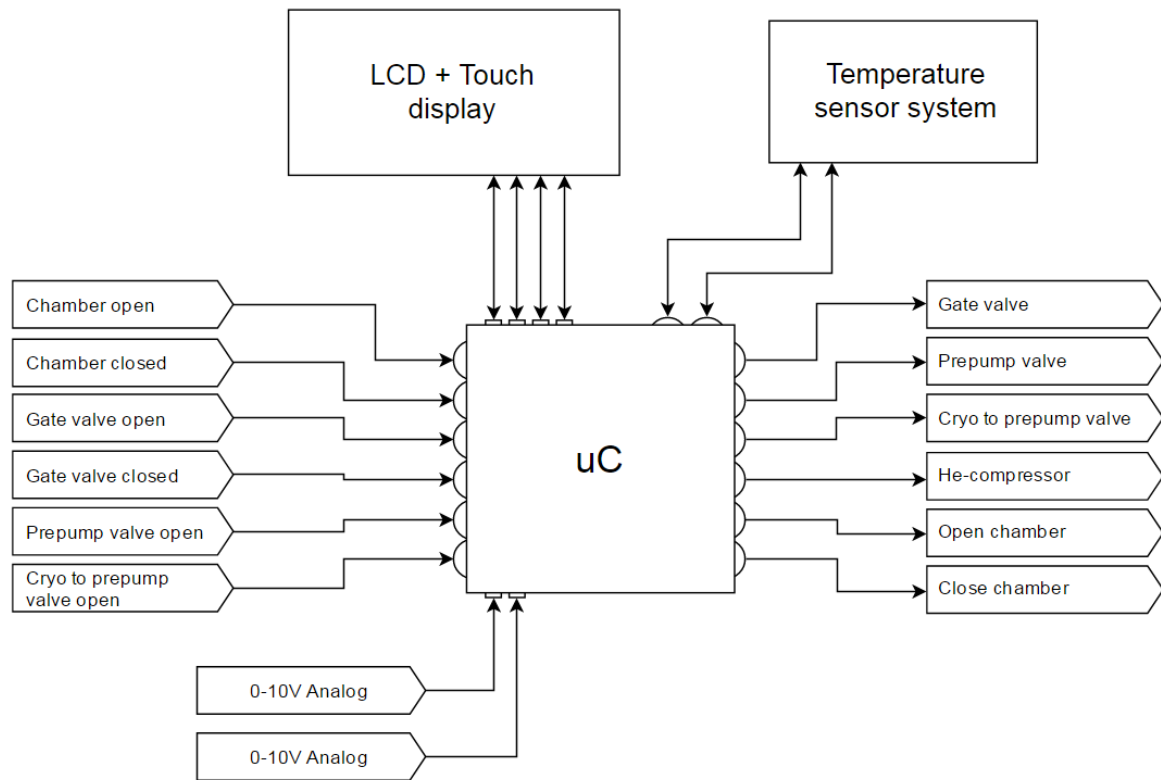 LCD + Touch
display
Temperature
sensor system
Chamber open
Chamber closed
Gate valve open
Gate valve closed
Prepump valve open
Cryo to prepump
valve open
uC
Gate valve
Prepump valve
Cryo to prepump valve
He-compressor
Open chamber
Close chamber
0-10V Analog
0-10V Analog